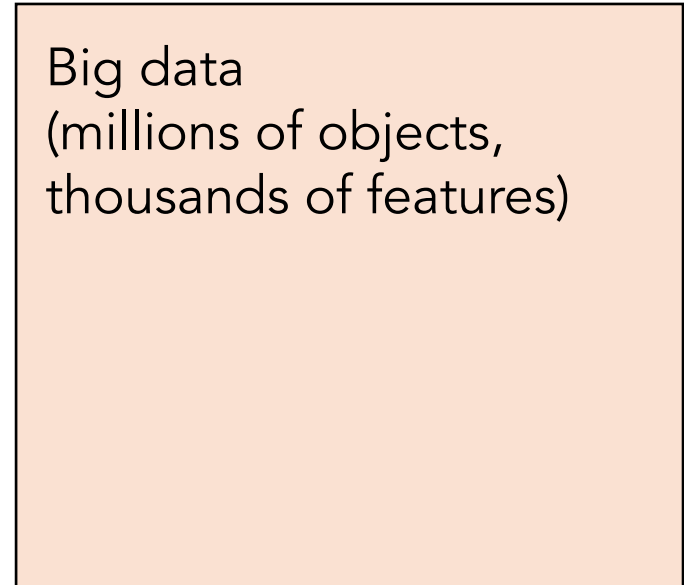 Big data
(millions of objects,
thousands of features)